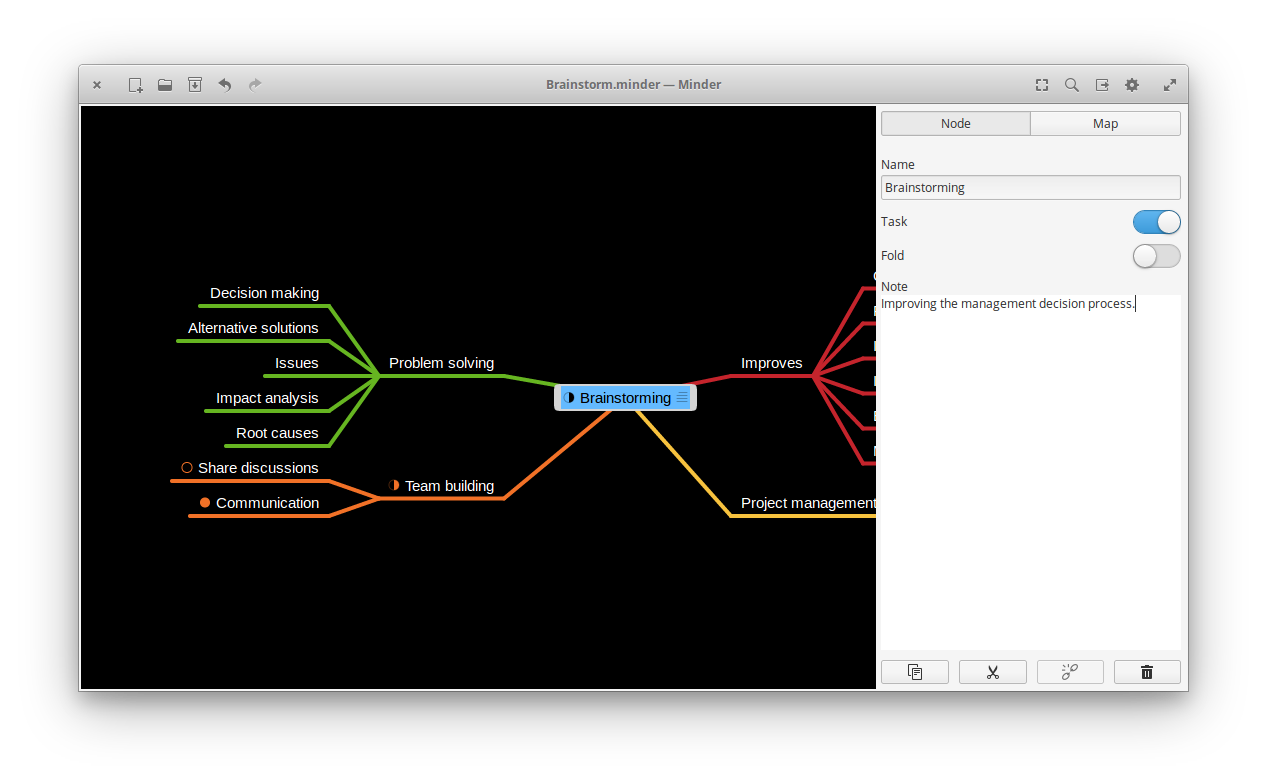 Brainstorm.minder — Minder
Node
Map
Name
Brainstorming
Task
Fold
Note
Improving the management decision process.
Decision making
Alternative solutions
Issues
Impact analysis
Root causes
Share discussions
Communication
Problem solving
Team building
Brainstorming
Improves
Project management